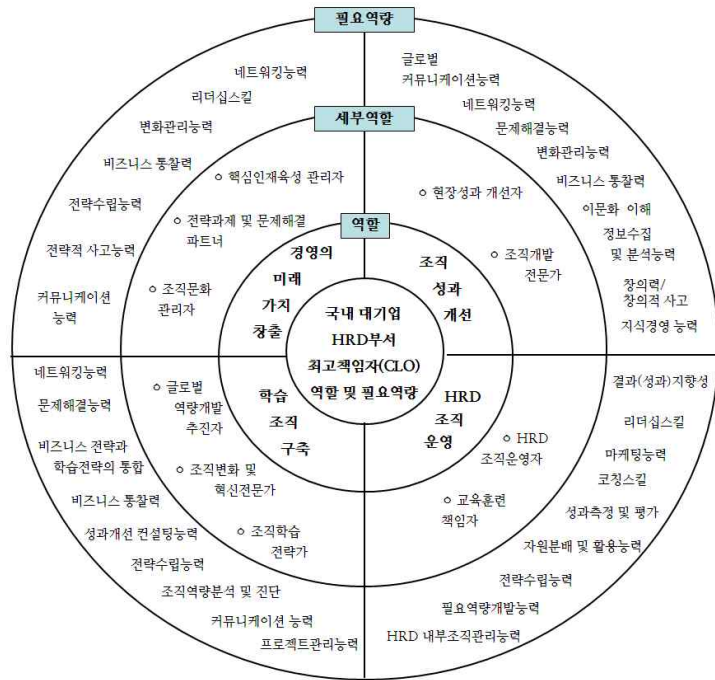 필요역량
네트워킹능력
리더십스킬
변화관리능력
비즈니스 통찰력
전략수립능력
전략적 사고능력
커뮤니케이션
능력
글로벌
커뮤니케이션능력
네트워킹능력
문제해결능력
변화관리능력
비즈니스 통찰력
이문화 이해
정보수집
및 분석능력
창의력/
창의적 사고
지식경영 능력
세부역할
○ 핵심인재육성 관리자
○ 전략과제 및 문제해결
파트너
○ 조직문화
관리자
○ 현장성과 개선자
○ 조직개발
전문가
역할
경영의
미래
가치
창출
조직
성과
개선
국내 대기업
HRD부서
최고책임자(CLO)
역할 및 필요역량
학습
조직
구축
HRD
조직
운영
○ 글로벌
역량개발
추진자
○ 조직변화 및
혁신전문가
○ 조직학습
전략가
○ HRD
조직운영자
○ 교육훈련
책임자
네트워킹능력
문제해결능력
비즈니스 전략과
학습전략의 통합
비즈니스 통찰력
성과개선 컨설팅능력
전략수립능력
조직역량분석 및 진단
커뮤니케이션 능력
프로젝트관리능력
결과(성과)지향성
리더십스킬
마케팅능력
코칭스킬
성과측정 및 평가
자원분배 및 활용능력
전략수립능력
필요역량개발능력
HRD 내부조직관리능력